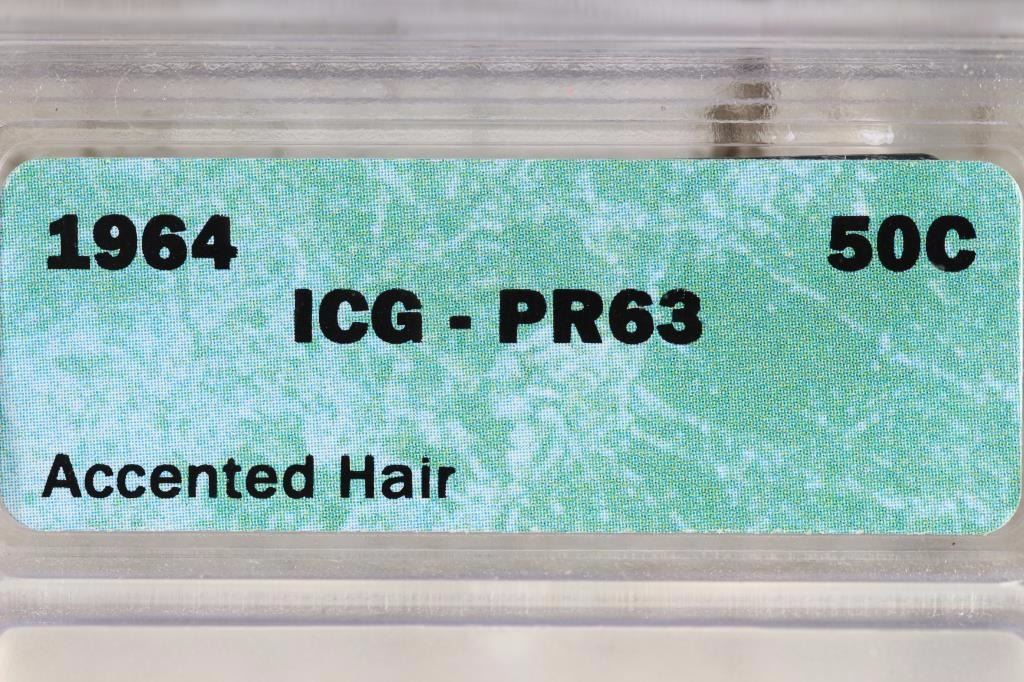 1964 50C
ICG - PR63
Accented Hair